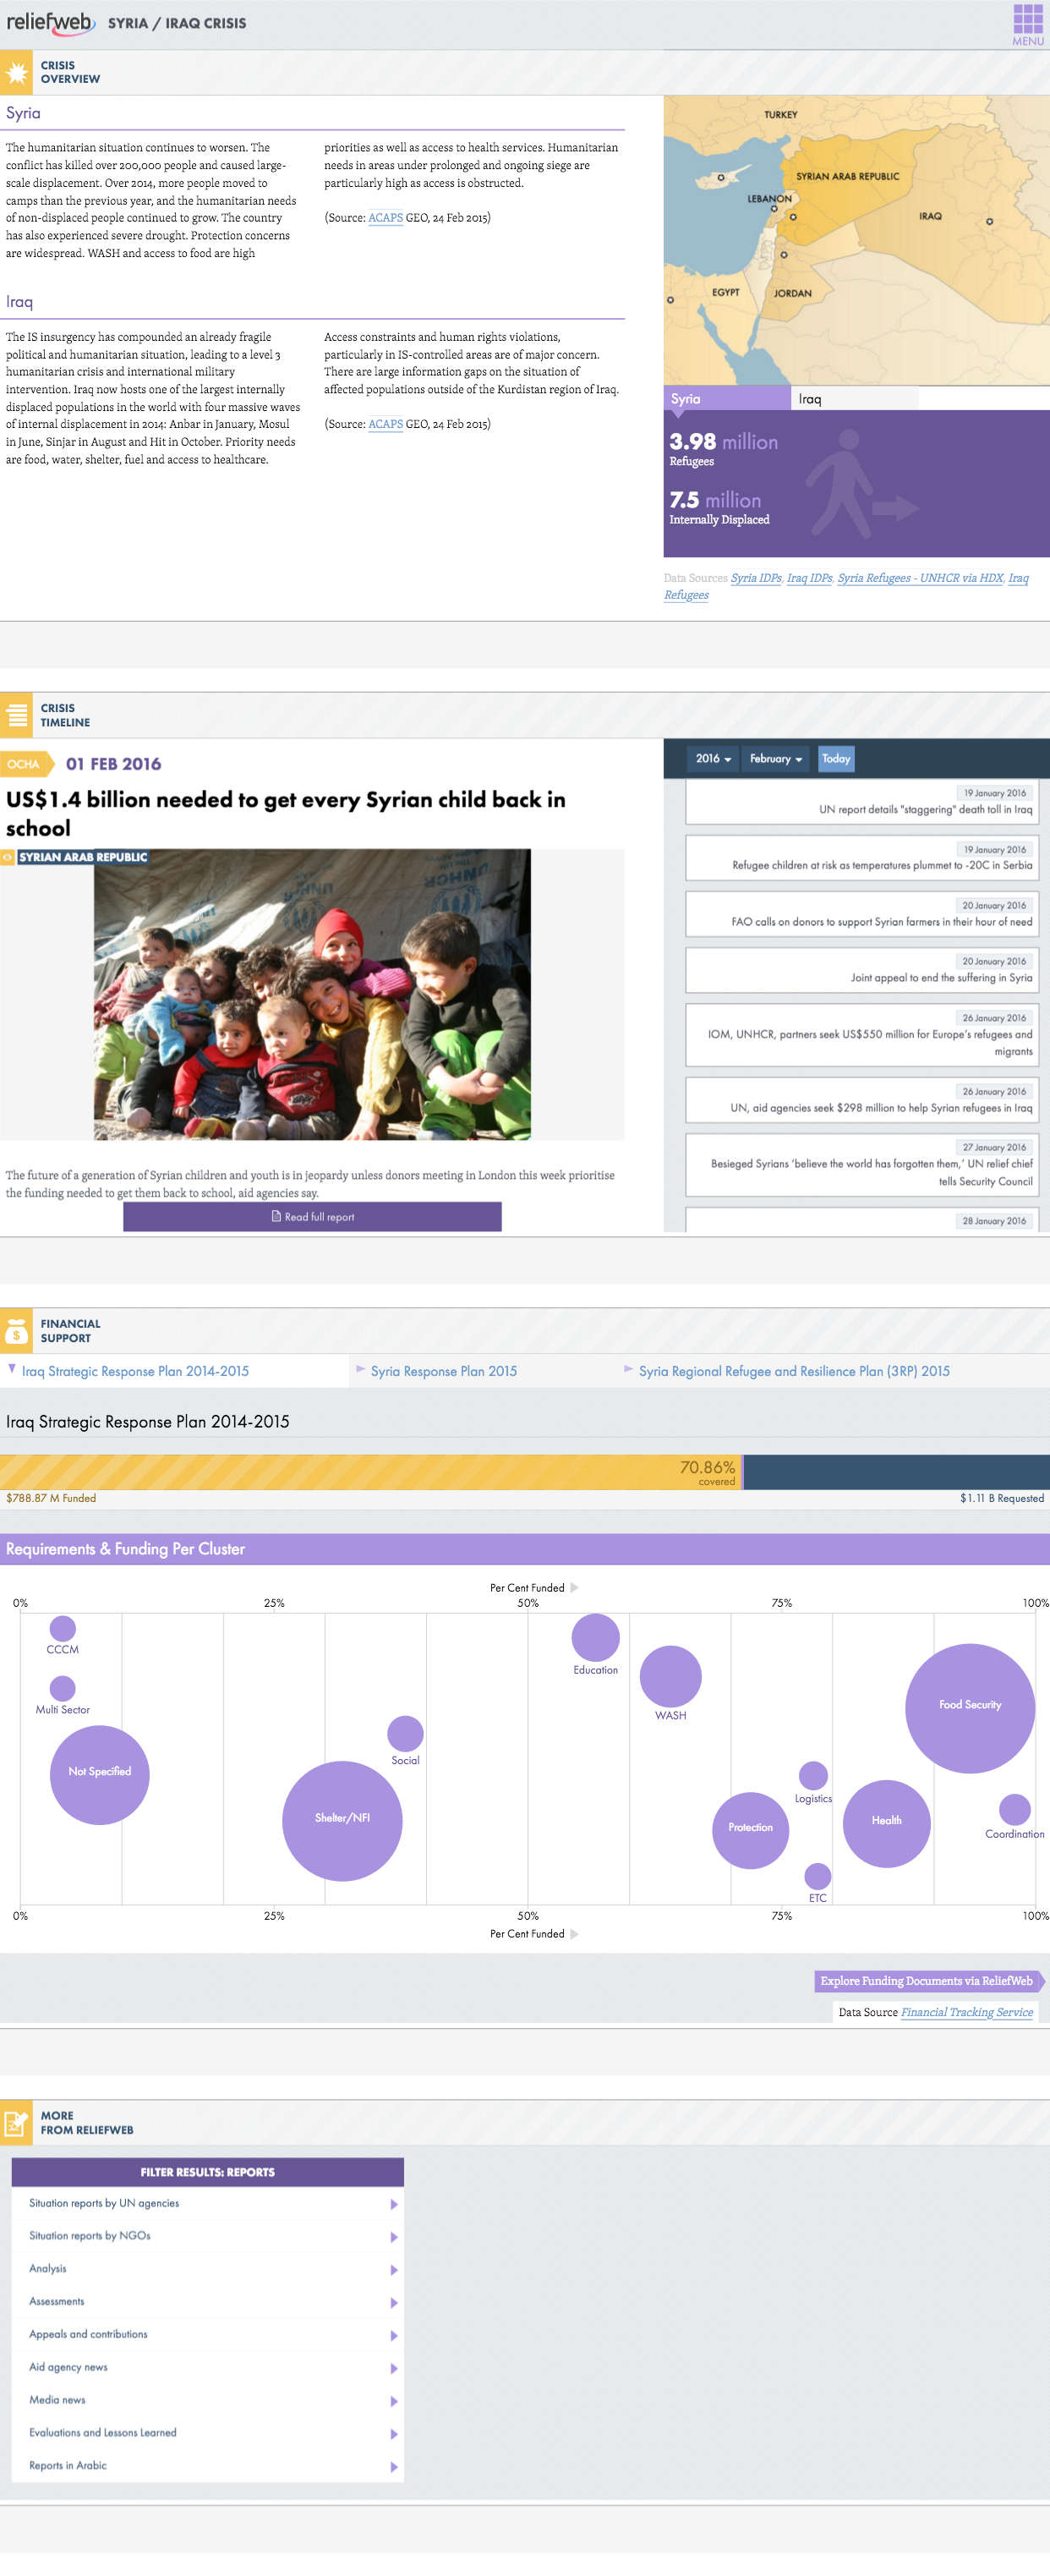 reliefweb SYRIA / IRAQ CRISIS
MENU
CRISIS
OVERVIEW
Syria
The humanitarian situation continues to worsen. The
conflict has killed over 200,000 people and caused large-
scale displacement. Over 2014, more people moved to
camps than the previous year, and the humanitarian needs
of non-displaced people continued to grow. The country
has also experienced severe drought. Protection concerns
are widespread. WASH and access to food are high
priorities as well as access to health services. Humanitarian
needs in areas under prolonged and ongoing siege are
particularly high as access is obstructed.
(Source: ACAPS GEO, 24 Feb 2015)
Iraq
The IS insurgency has compounded an already fragile
political and humanitarian situation, leading to a level 3
humanitarian crisis and international military
intervention. Iraq now hosts one of the largest internally
displaced populations in the world with four massive waves
of internal displacement in 2014: Anbar in January, Mosul
in June, Sinjar in August and Hit in October. Priority needs
are food, water, shelter, fuel and access to healthcare.
Access constraints and human rights violations,
particularly in IS-controlled areas are of major concern.
There are large information gaps on the situation of
affected populations outside of the Kurdistan region of Iraq.
(Source: ACAPS GEO, 24 Feb 2015)
TURKEY
SYRIAN ARAB REPUBLIC
LEBANON
IRAQ
EGYPT
JORDAN
Syria
Iraq
3.98 million
Refugees
7.5 million
Internally Displaced
Data Sources Syria IDPs, Iraq IDPs, Syria Refugees - UNHCR via HDX, Iraq
Refugees
CRISIS
TIMELINE
OCHA 01 FEB 2016
US$1.4 billion needed to get every Syrian child back in
school
SYRIAN ARAB REPUBLIC
UNHCR
The future of a generation of Syrian children and youth is in jeopardy unless donors meeting in London this week prioritise
the funding needed to get them back to school, aid agencies say.
Read full report
2016 February Today
19 January 2016
UN report details "staggering" death toll in Iraq
19 January 2016
Refugee children at risk as temperatures plummet to -20C in Serbia
20 January 2016
FAO calls on donors to support Syrian farmers in their hour of need
20 January 2016
Joint appeal to end the suffering in Syria
26 January 2016
IOM, UNHCR, partners seek US$550 million for Europe's refugees and
migrants
26 January 2016
UN, aid agencies seek $298 million to help Syrian refugees in Iraq
27 January 2016
Besieged Syrians ‘believe the world has forgotten them,’ UN relief chief
tells Security Council
28 January 2016
FINANCIAL
SUPPORT
Iraq Strategic Response Plan 2014-2015
Syria Response Plan 2015
Syria Regional Refugee and Resilience Plan (3RP) 2015
Iraq Strategic Response Plan 2014-2015
70.86%
covered
$788.87 M Funded
$1.11 B Requested
Requirements & Funding Per Cluster
Per Cent Funded
0% 25% 50% 75% 100%
CCCM
Education
Multi Sector
WASH
Food Security
Social
Not Specified
Logistics
Shelter/NFI
Protection
Health
Coordination
ETC
0% 25% 50% 75% 100%
Per Cent Funded
Explore Funding Documents via ReliefWeb
Data Source Financial Tracking Service
MORE
FROM RELIEFWEB
FILTER RESULTS: REPORTS
Situation reports by UN agencies
Situation reports by NGOs
Analysis
Assessments
Appeals and contributions
Aid agency news
Media news
Evaluations and Lessons Learned
Reports in Arabic